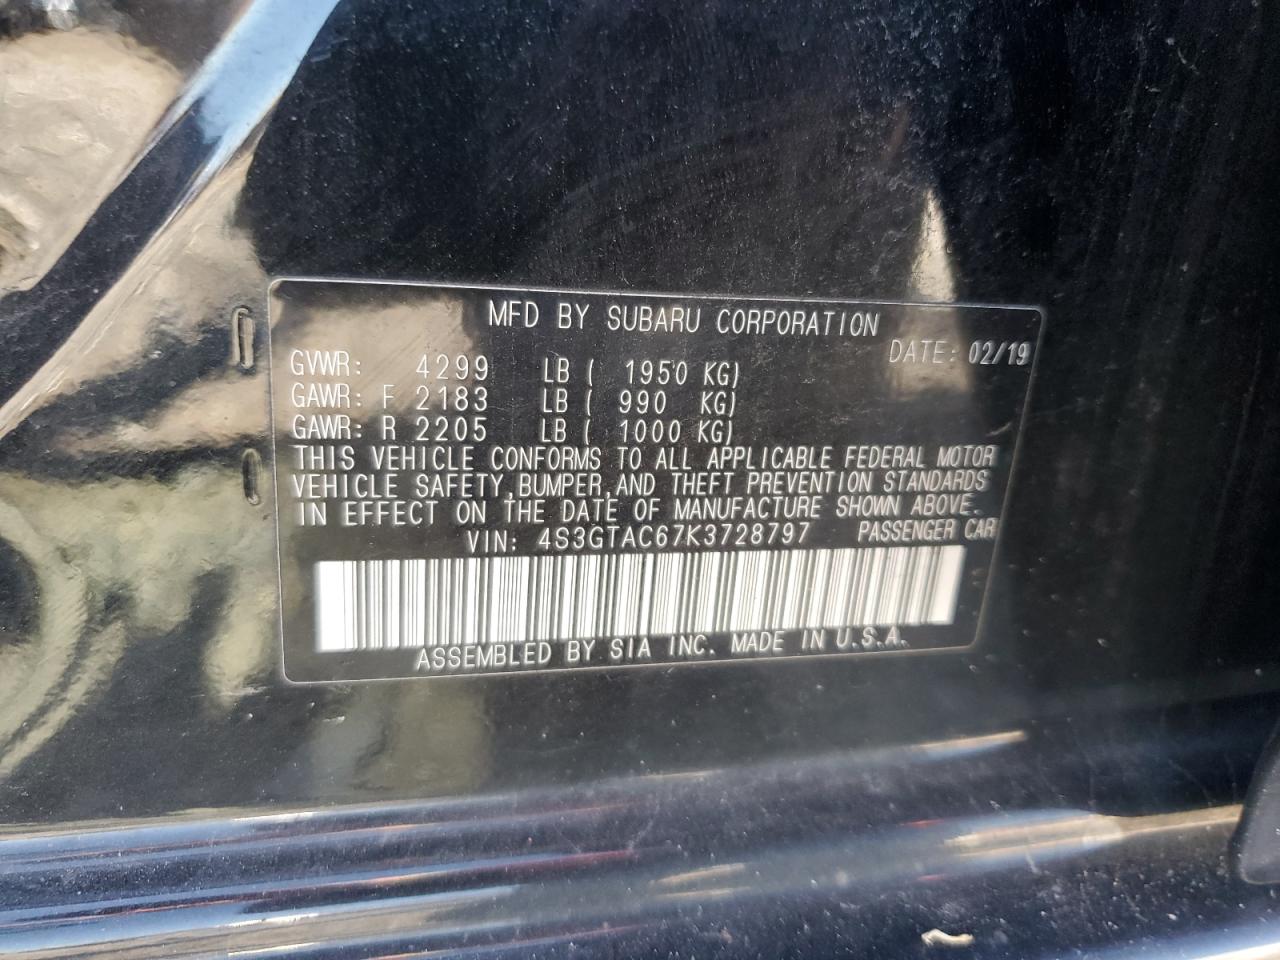 MFD BY SUBARU CORPORATION
DATE: 02/19
GVWR: 4299 LB ( 1950 KG)
GAWR: F 2183 LB ( 990 KG)
GAWR: R 2205 LB ( 1000 KG)
THIS VEHICLE CONFORMS TO ALL APPLICABLE FEDERAL MOTOR
VEHICLE SAFETY, BUMPER, AND THEFT PREVENTION STANDARDS
IN EFFECT ON THE DATE OF MANUFACTURE SHOWN ABOVE.
VIN: 4S3GTAC67K3728797 PASSENGER CAR
ASSEMBLED BY SIA INC. MADE IN U.S.A.